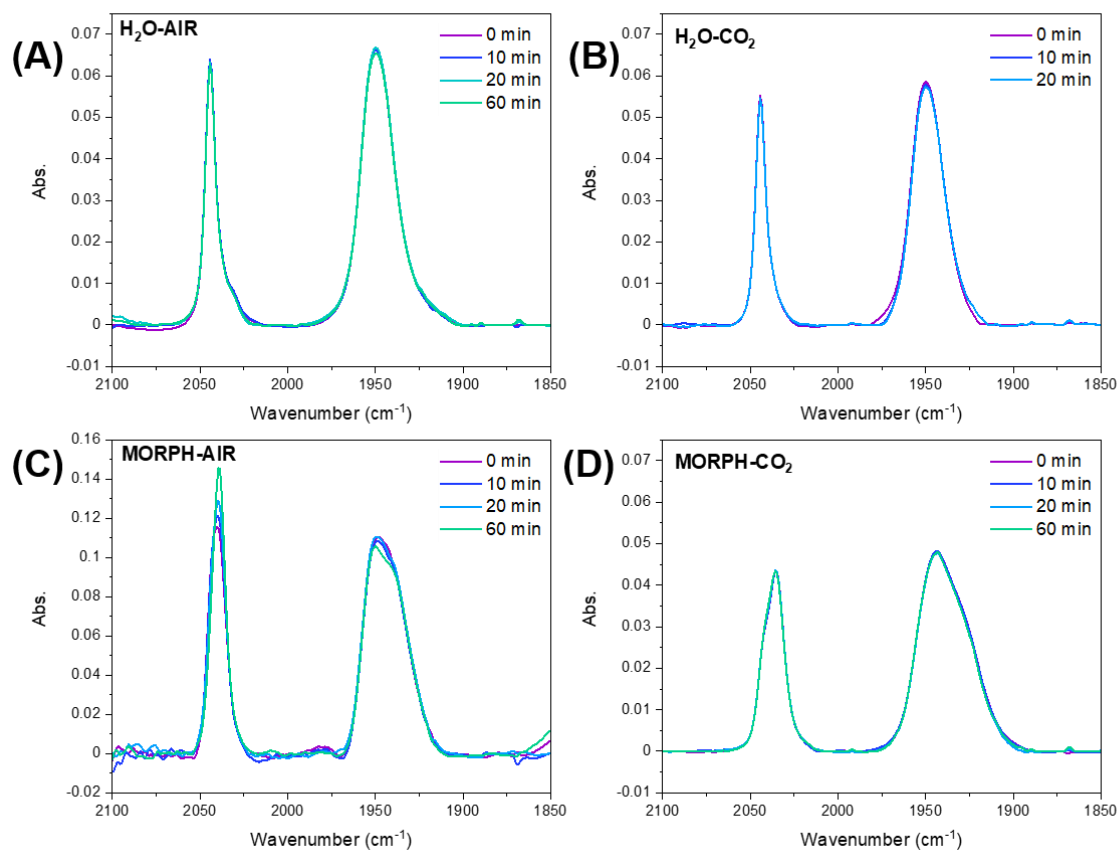 (A)
H₂O-AIR
0 min
10 min
20 min
60 min
0.07
0.06
0.05
0.04
0.03
0.02
0.01
0
-0.01
Abs.
2100 2050 2000 1950 1900 1850
Wavenumber (cm⁻¹)
(B)
H₂O-CO₂
0 min
10 min
20 min
0.07
0.06
0.05
0.04
0.03
0.02
0.01
0
-0.01
Abs.
2100 2050 2000 1950 1900 1850
Wavenumber (cm⁻¹)
(C)
MORPH-AIR
0 min
10 min
20 min
60 min
0.16
0.14
0.12
0.1
0.08
0.06
0.04
0.02
0
-0.02
Abs.
2100 2050 2000 1950 1900 1850
Wavenumber (cm⁻¹)
(D)
MORPH-CO₂
0 min
10 min
20 min
60 min
0.07
0.06
0.05
0.04
0.03
0.02
0.01
0
-0.01
Abs.
2100 2050 2000 1950 1900 1850
Wavenumber (cm⁻¹)